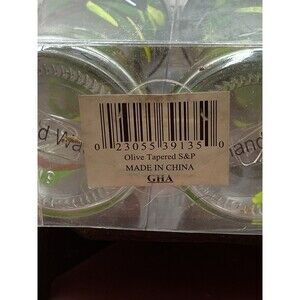 0 23055 39135 0
Olive Tapered S&P
MADE IN CHINA
GHA